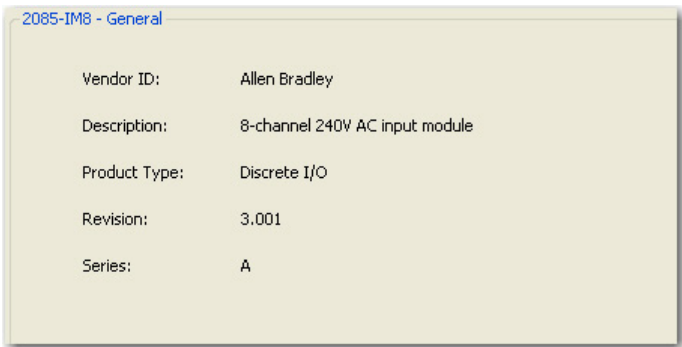 2085-IM8 - General
Vendor ID: Allen Bradley
Description: 8-channel 240V AC input module
Product Type: Discrete I/O
Revision: 3.001
Series: A